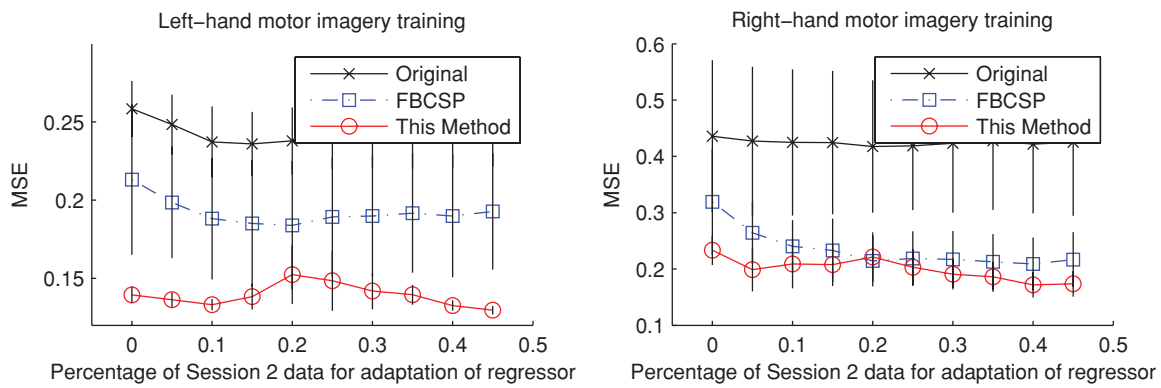 Left-hand motor imagery training
MSE
0.25
0.2
0.15
Original
FBCSP
This Method
0
0.1
0.2
0.3
0.4
0.5
Percentage of Session 2 data for adaptation of regressor
Right-hand motor imagery training
MSE
0.6
0.5
0.4
0.3
0.2
0.1
Original
FBCSP
This Method
0
0.1
0.2
0.3
0.4
0.5
Percentage of Session 2 data for adaptation of regressor